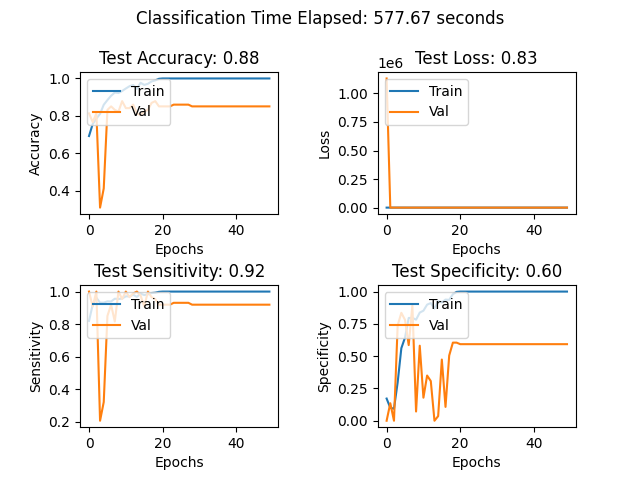 Classification Time Elapsed: 577.67 seconds
Test Accuracy: 0.88
1.0
0.8
0.6
0.4
Accuracy
Train
Val
0 20 40
Epochs
Test Loss: 0.83
1e6
1.00
0.75
0.50
0.25
0.00
Loss
Train
Val
0 20 40
Epochs
Test Sensitivity: 0.92
1.0
0.8
0.6
0.4
0.2
Sensitivity
Train
Val
0 20 40
Epochs
Test Specificity: 0.60
1.00
0.75
0.50
0.25
0.00
Specificity
Train
Val
0 20 40
Epochs